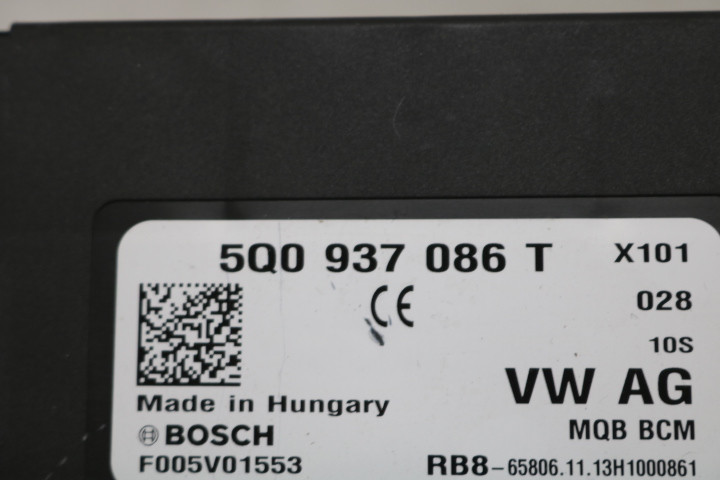 5Q0 937 086 T X101
CE 028
10S
VW AG
Made in Hungary
BOSCH MQB BCM
F005V01553 RB8-65806.11.13H1000861